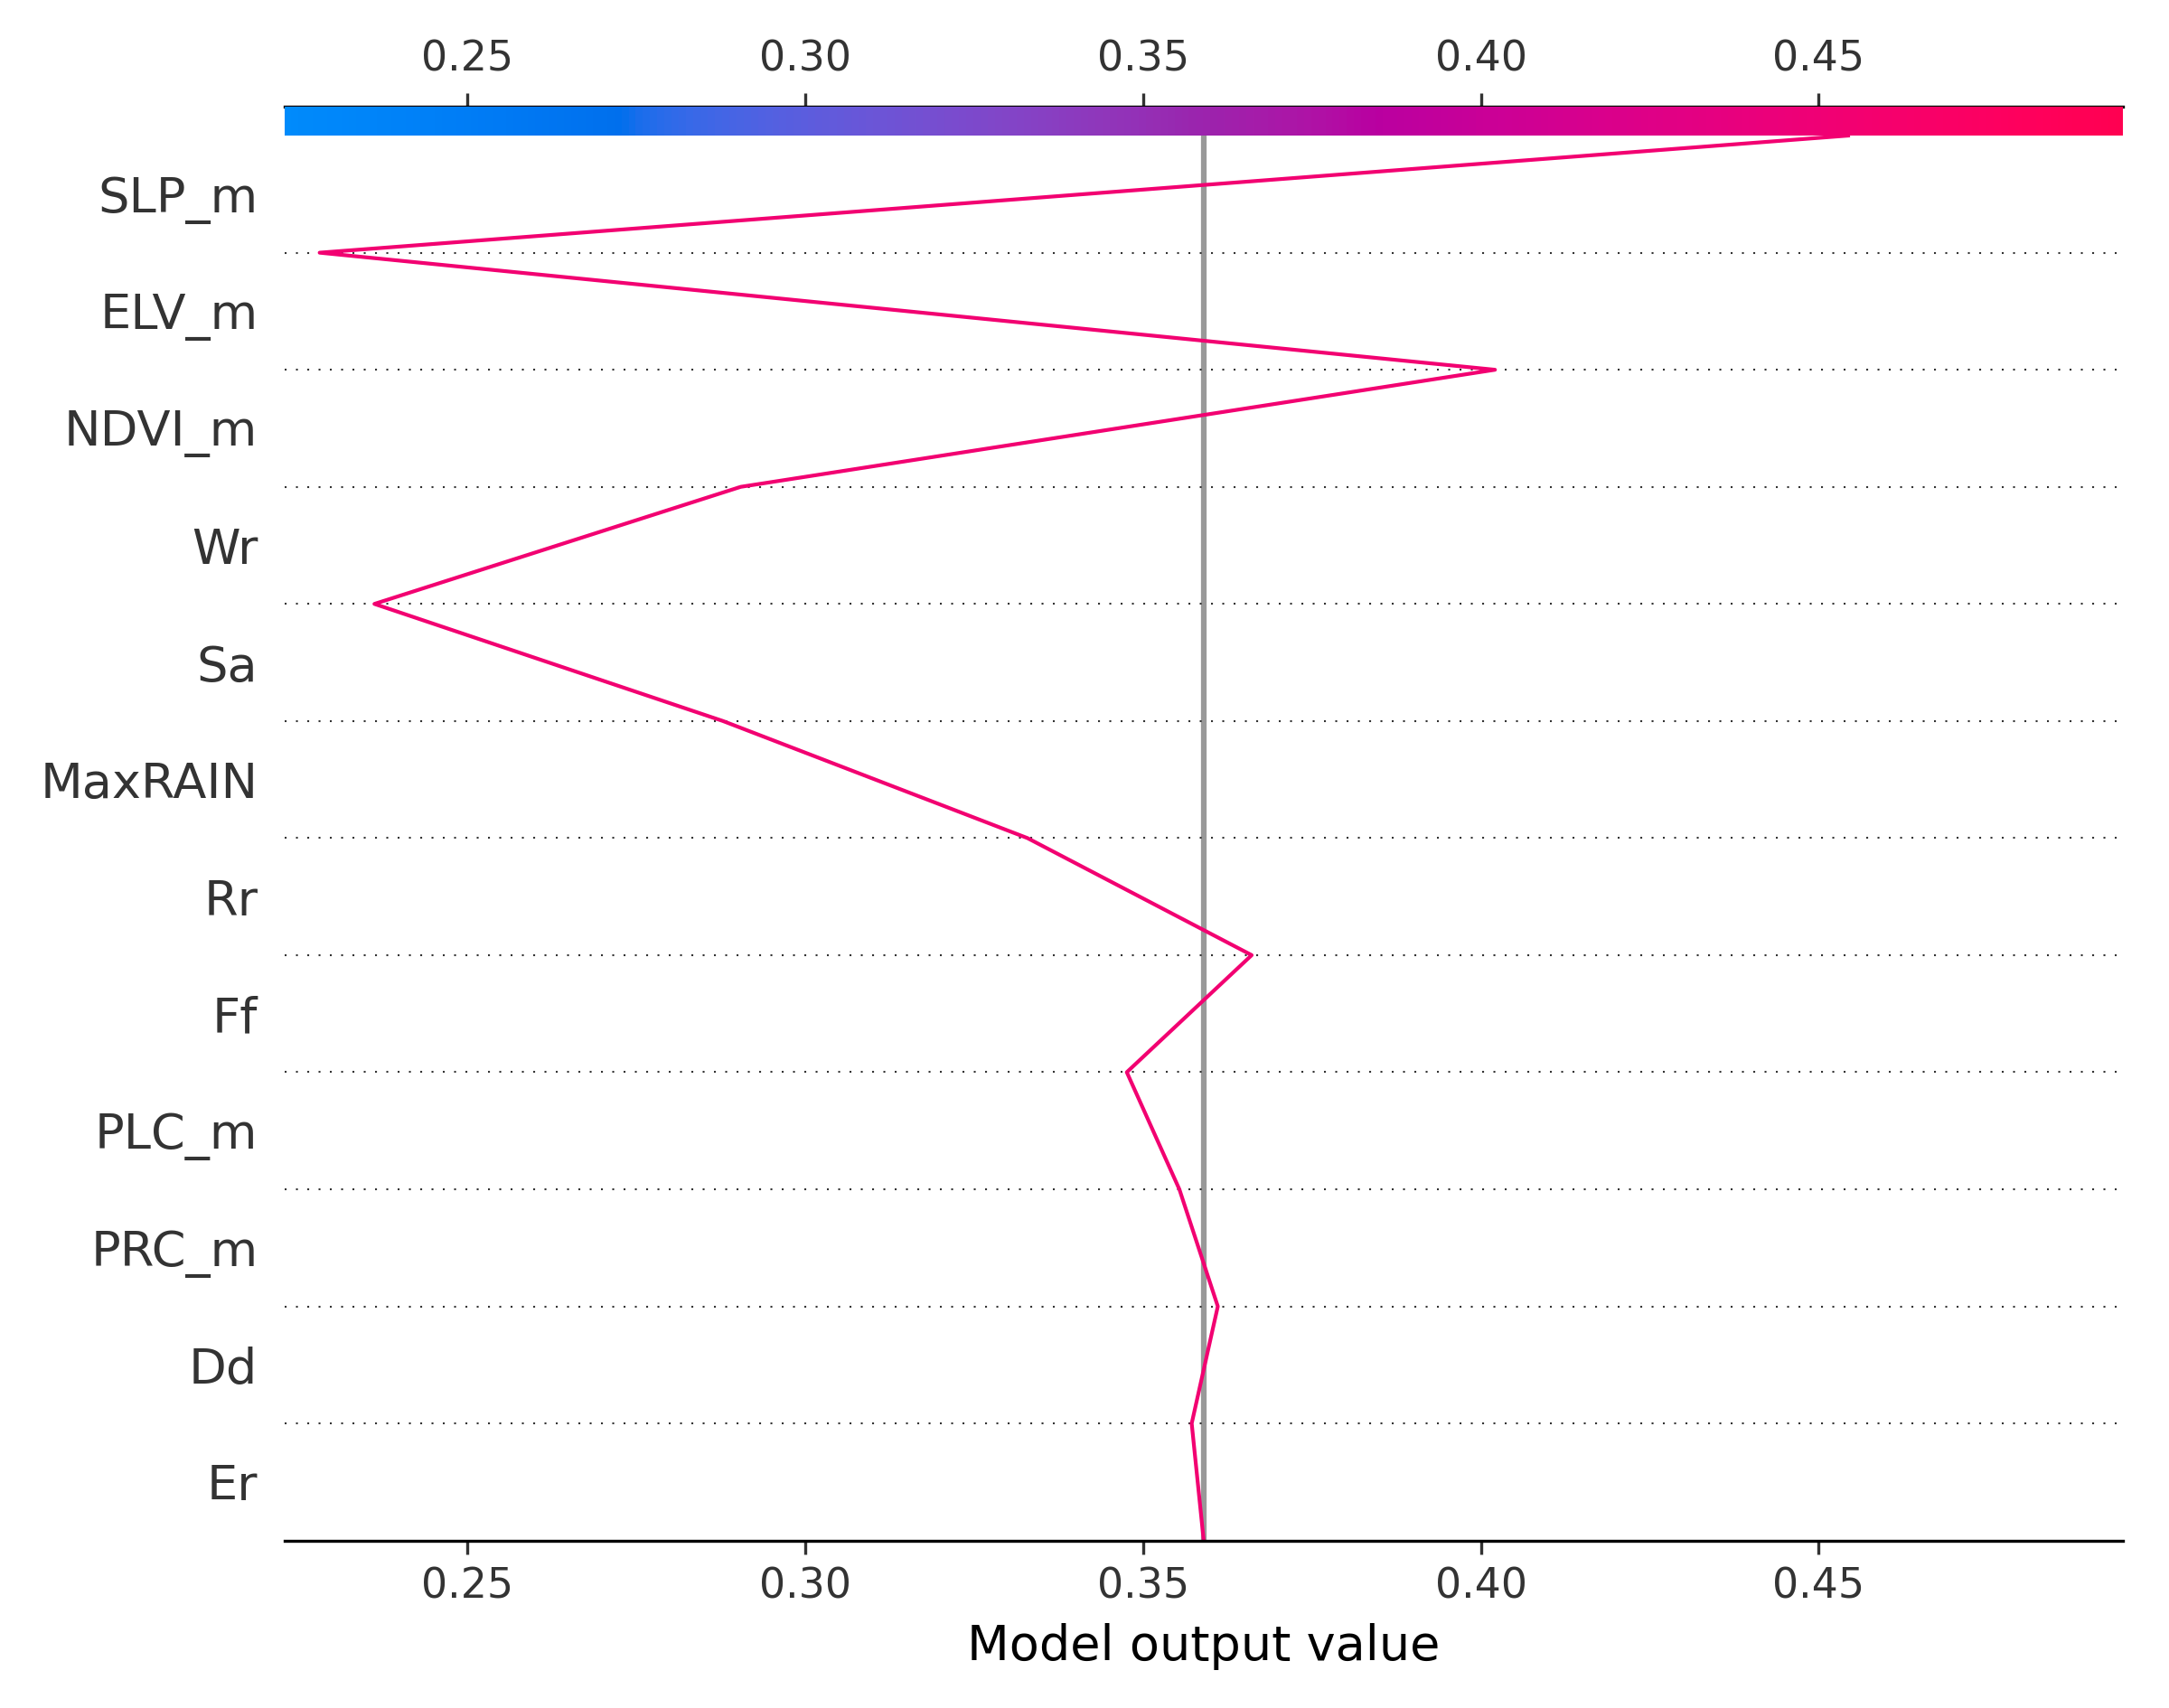 0.25 0.30 0.35 0.40 0.45
SLP_m
ELV_m
NDVI_m
Wr
Sa
MaxRAIN
Rr
Ff
PLC_m
PRC_m
Dd
Er
0.25 0.30 0.35 0.40 0.45
Model output value